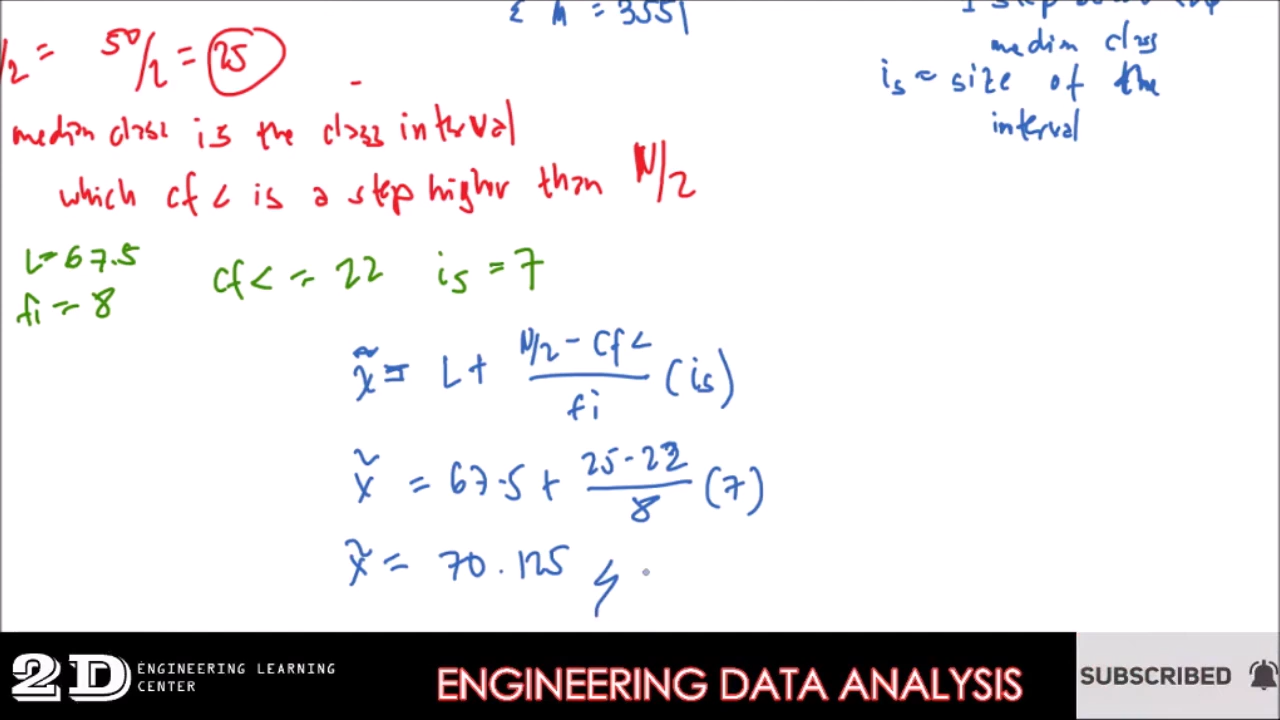 = 3551
median class
is = size of the
interval
/2 = 50/2 = 25
median class is the class interval
which cf< is a step higher than N/2
L=67.5
fi = 8
cf< = 22 is = 7
x̃ = L + (N/2 - cf<)/fi (is)
x̃ = 67.5 + (25-22)/8 (7)
x̃ = 70.125
2D ENGINEERING LEARNING
CENTER
ENGINEERING DATA ANALYSIS
SUBSCRIBED